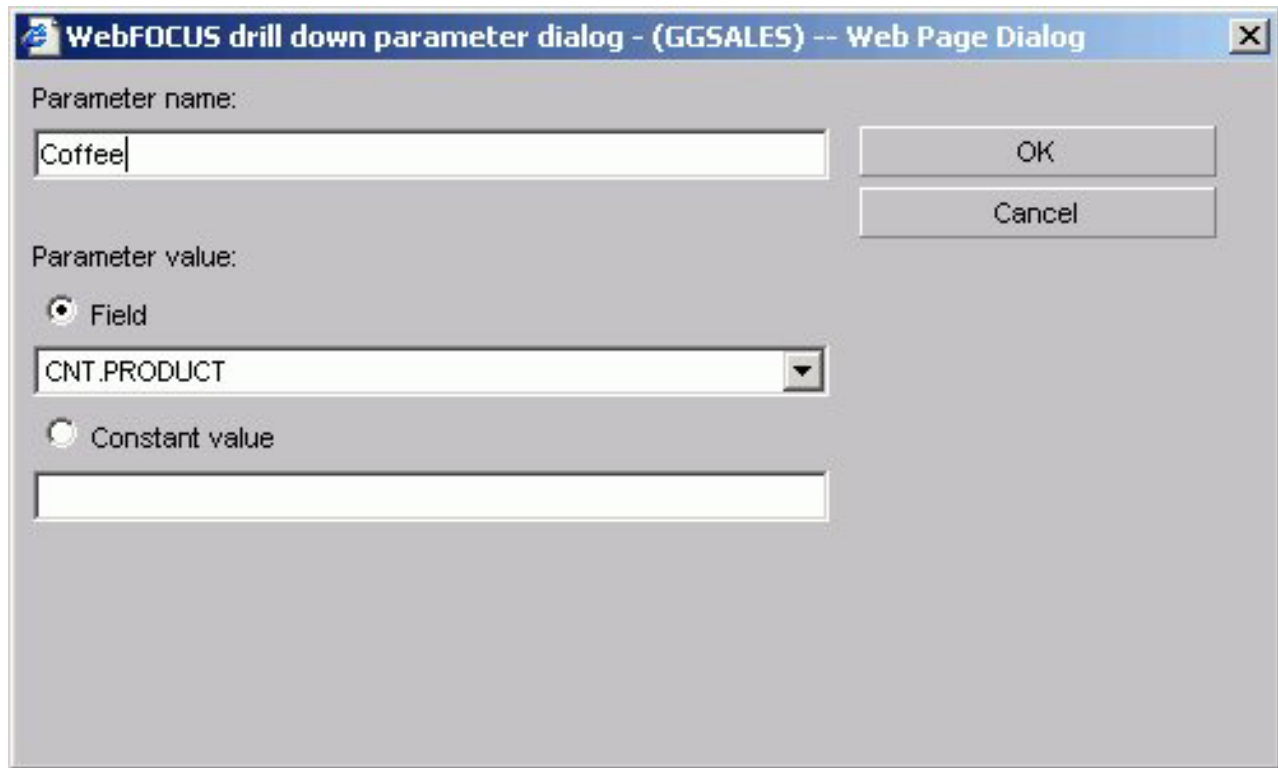 WebFOCUS drill down parameter dialog - (GGSALES) -- Web Page Dialog
Parameter name:
Coffee
OK
Cancel
Parameter value:
Field
CNT.PRODUCT
Constant value